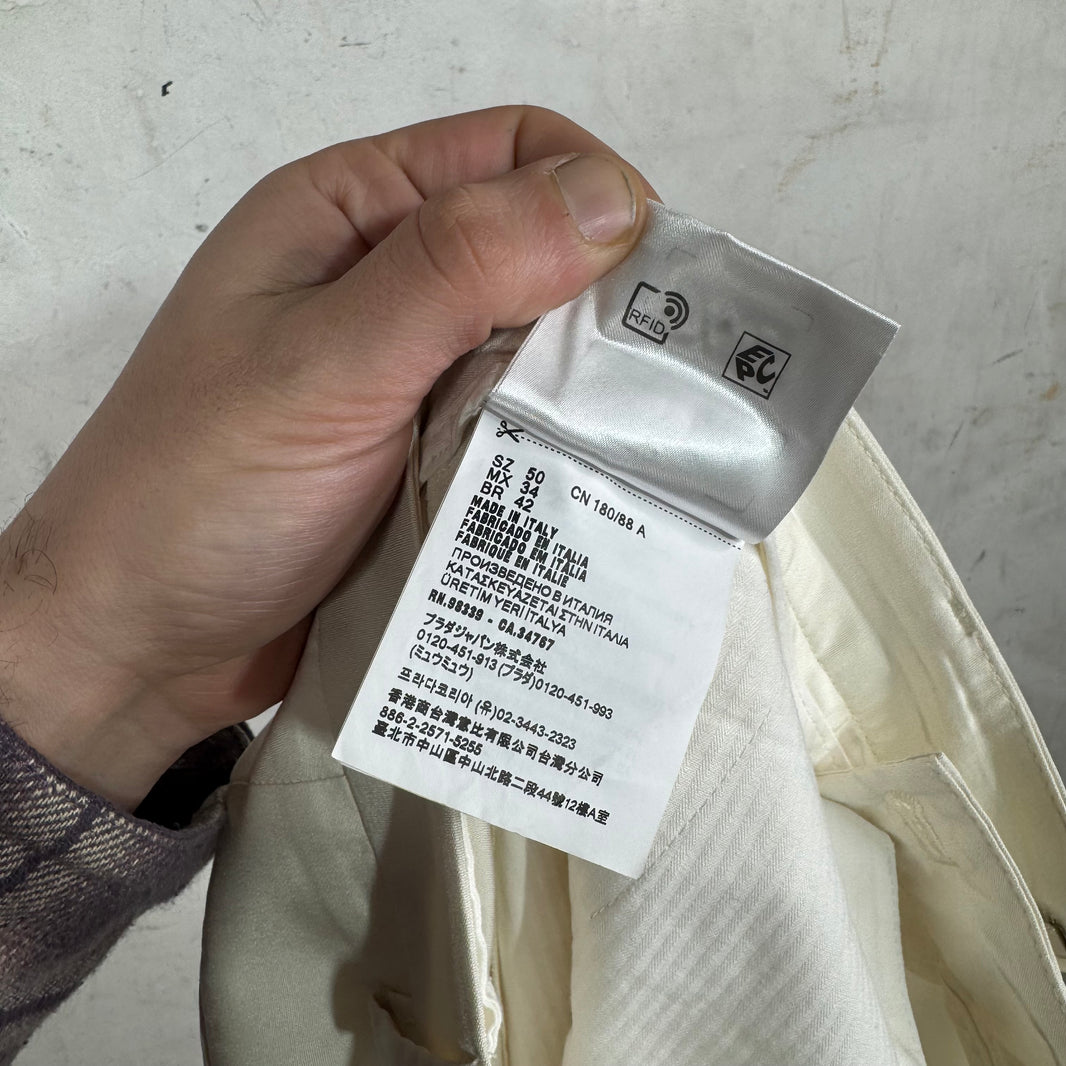 RFID
EPC
SZ 50 CN 180/88 A
MX 34
BR 42
MADE IN ITALY
FABRICADO EN ITALIA
FABRICADO EM ITALIA
FABRIQUÉ EN ITALIE
ПРОИЗВЕДЕНО В ИТАЛИЯ
ΚΑΤΑΣΚΕΥΑΖΕΤΑΙ ΣΤΗΝ ΙΤΑΛΙΑ
ÜRETİM YERİ İTALYA
RN.98339 - CA.34767
プラダジャパン株式会社
0120-451-913 (プラダ)0120-451-993
(ミュウミュウ)
프라다코리아 (유)02-3443-2323
香港商台灣普比有限公司台灣分公司
886-2-2571-5255
臺北市中山區中山北路二段44號12樓A室